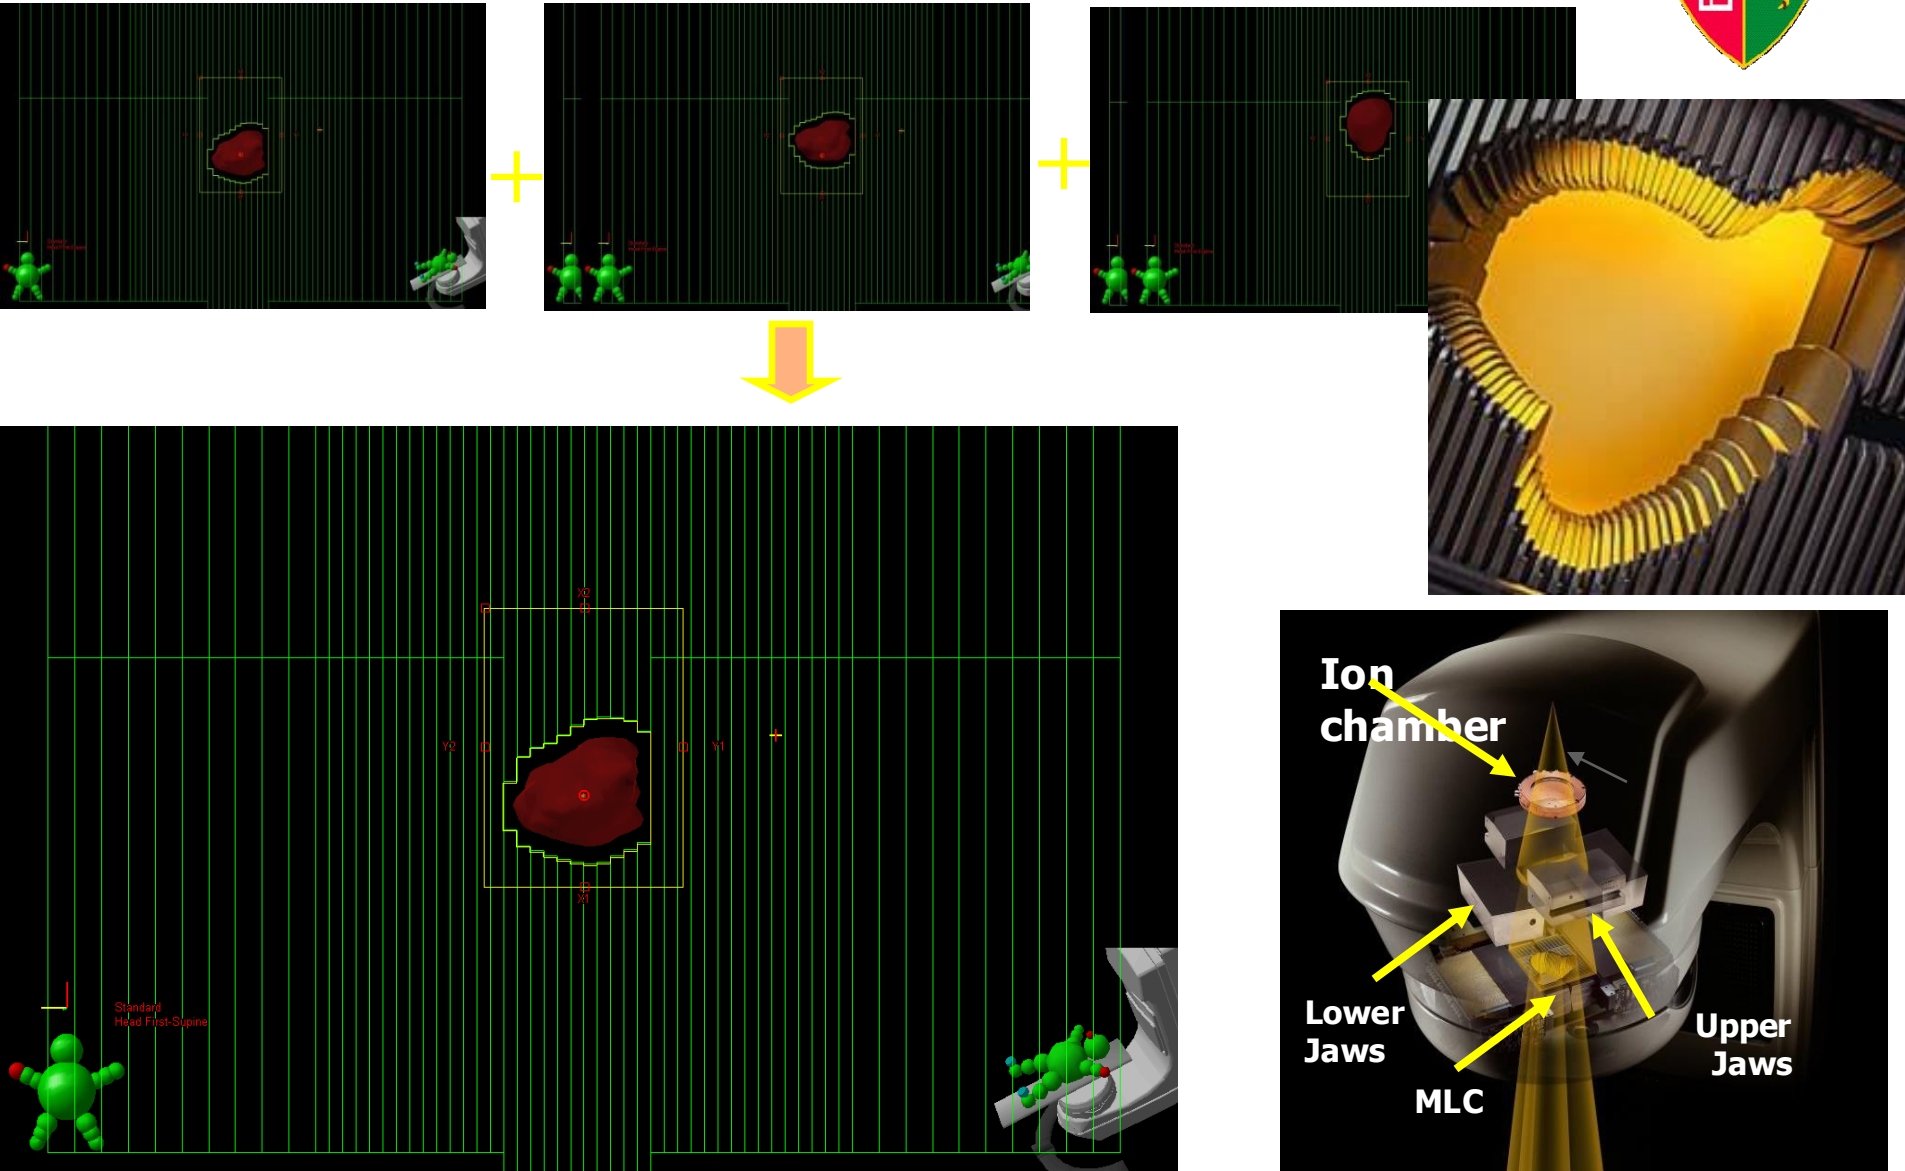 X2
Y2
Y1
X1
Standard
Head First-Supine
Ion
chamber
Lower
Jaws
Upper
Jaws
MLC